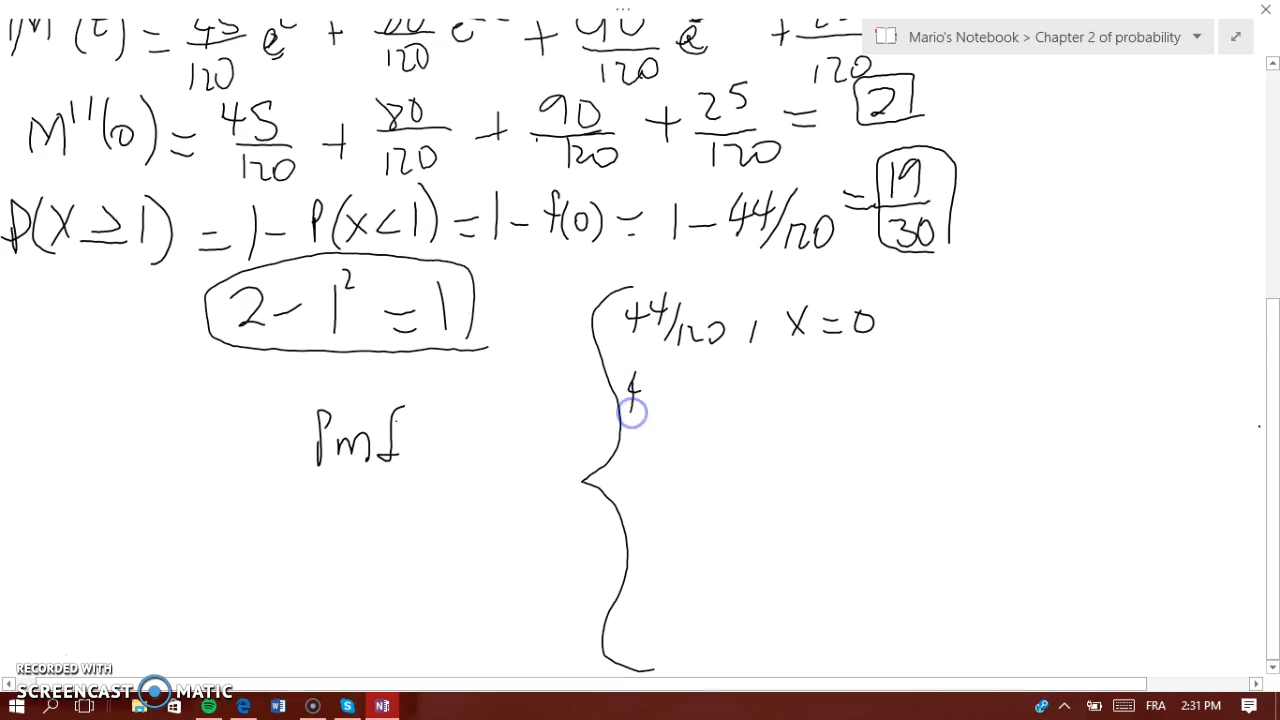 Mario's Notebook > Chapter 2 of probability
M''(0) = 45/120 + 80/120 + 90/120 + 25/120 = 2
P(X ≥ 1) = 1 - P(X < 1) = 1 - f(0) = 1 - 44/120 = 19/30
2 - 1² = 1
44/120, x = 0
4
Pmf
RECORDED WITH
SCREENCAST MATIC
FRA 2:31 PM